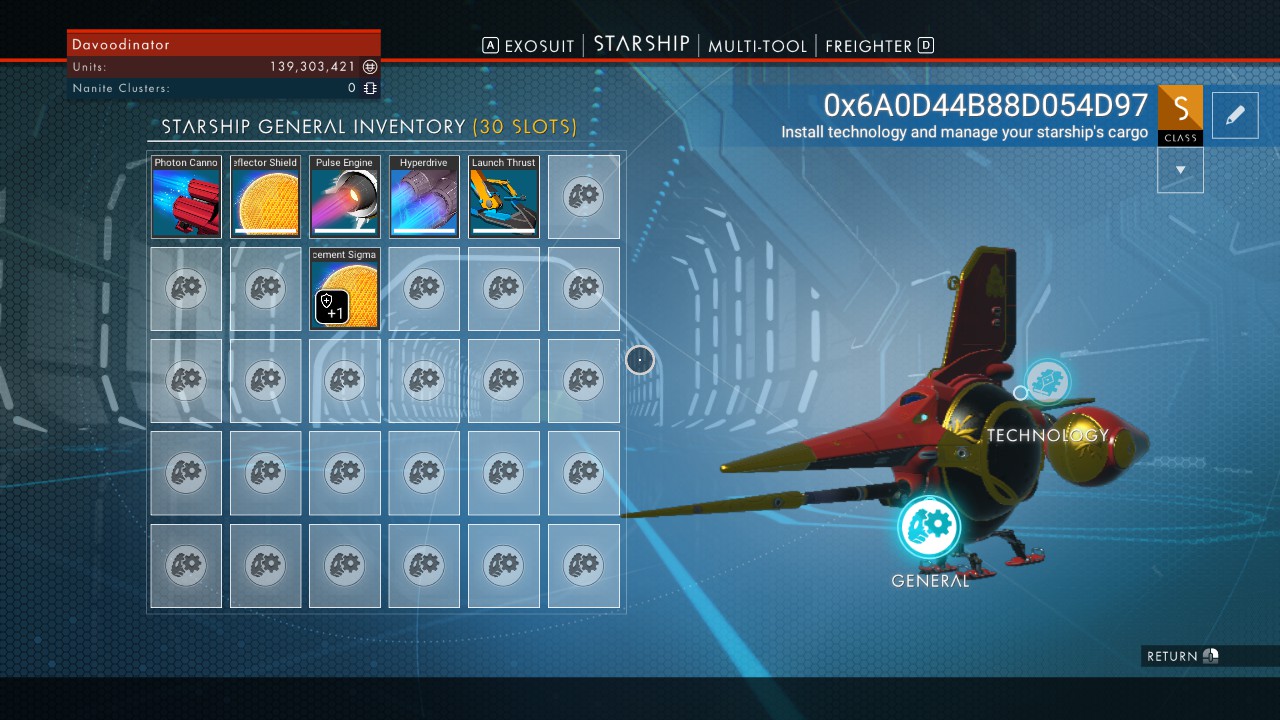 Davoodinator
Units: 139,303,421
Nanite Clusters: 0
A EXOSUIT STARSHIP MULTI-TOOL FREIGHTER D
STARSHIP GENERAL INVENTORY (30 SLOTS)
0x6A0D44B88D054D97
Install technology and manage your starship's cargo
S
CLASS
Photon Canno eflector Shield Pulse Engine Hyperdrive Launch Thrust
cement Sigma
+1
TECHNOLOGY
GENERAL
RETURN